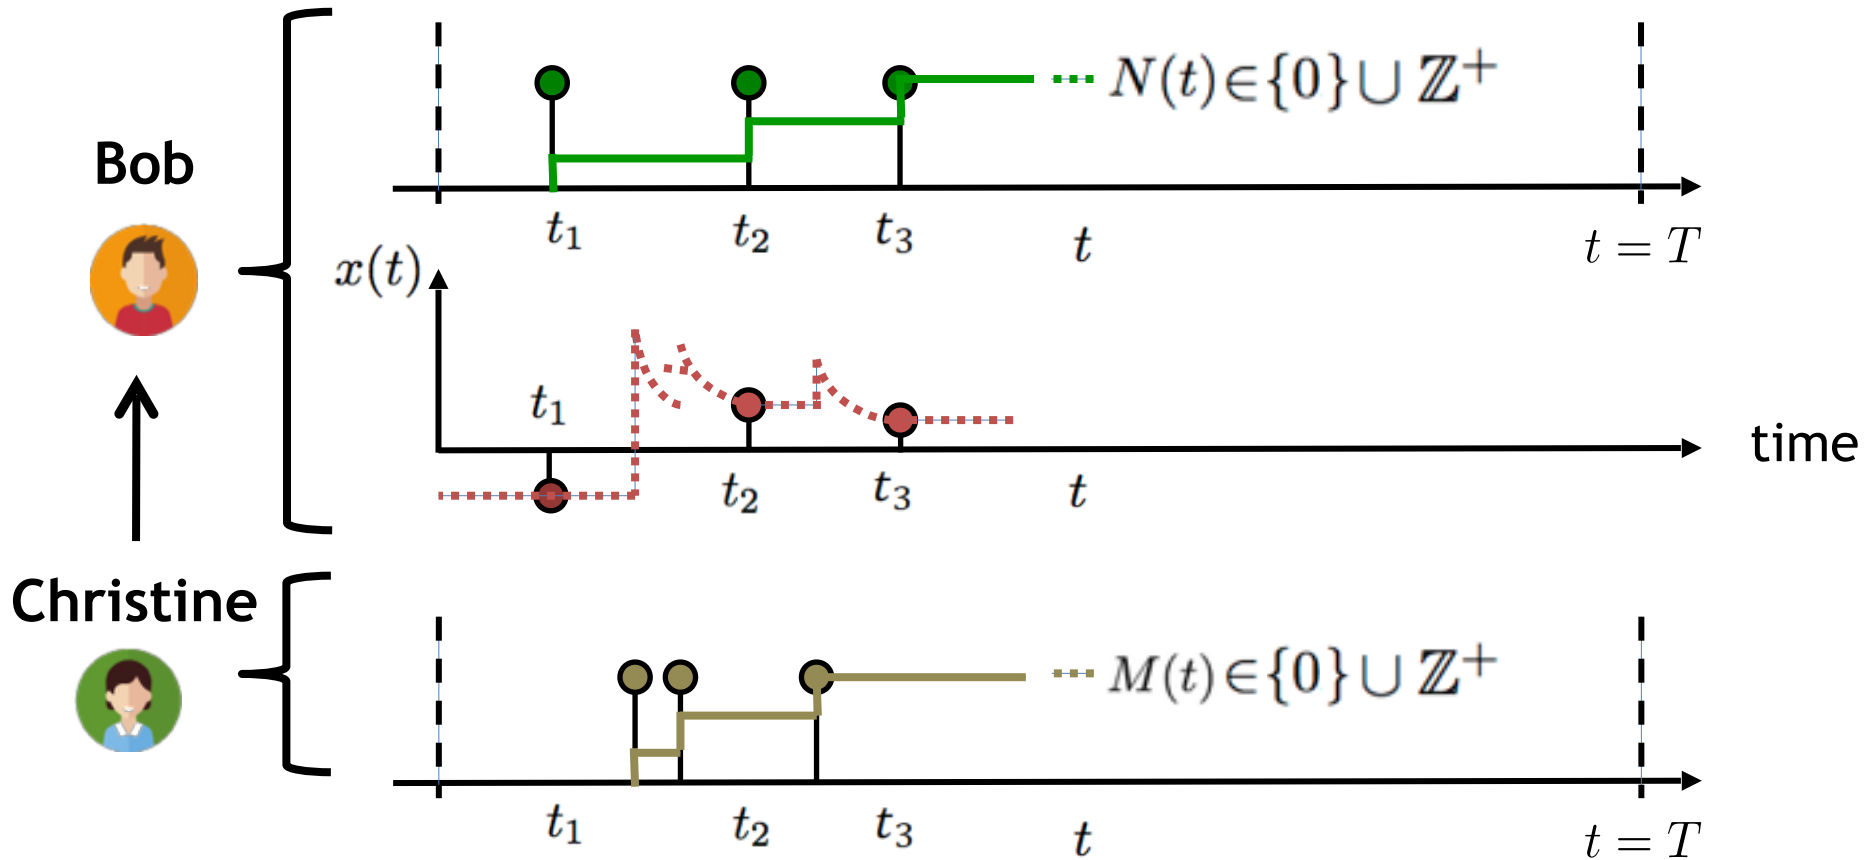 N(t)∈{0}∪ ℤ⁺
Bob
t₁ t₂ t₃ t t = T
x(t)
t₁
time
t₂ t₃ t
Christine
M(t)∈{0}∪ ℤ⁺
t₁ t₂ t₃ t t = T